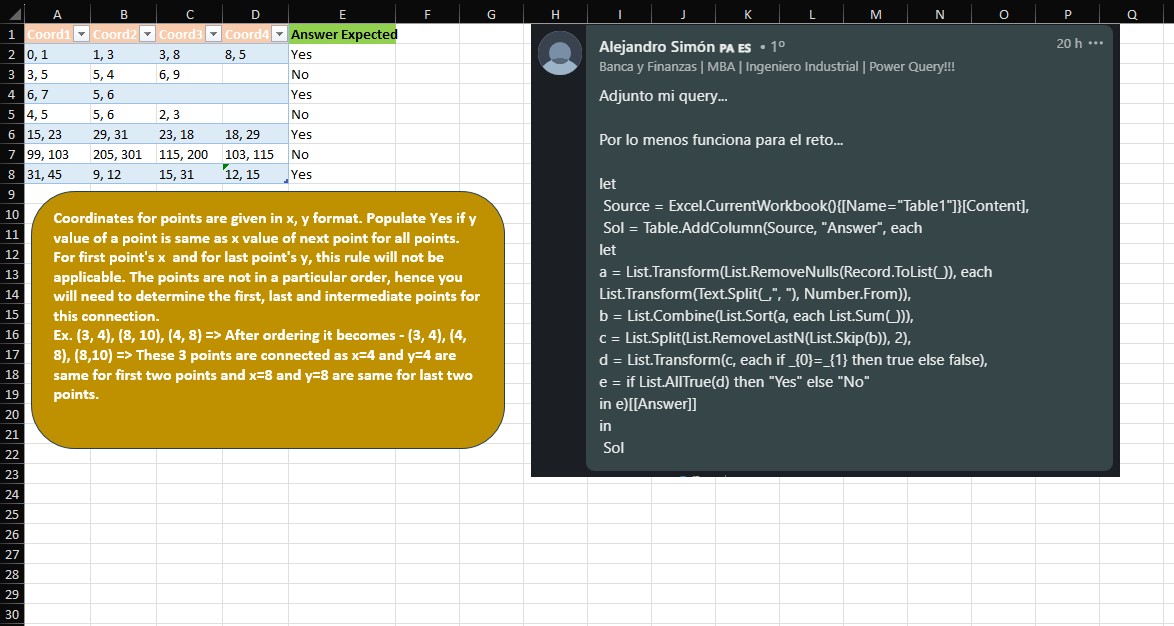 A B C D E F G H I J K L M N O P Q
1 Coord1 Coord2 Coord3 Coord4 Answer Expected
2 0, 1 1, 3 3, 8 8, 5 Yes
3 3, 5 5, 4 6, 9 No
4 6, 7 5, 6 Yes
5 4, 5 5, 6 2, 3 No
6 15, 23 29, 31 23, 18 18, 29 Yes
7 99, 103 205, 301 115, 200 103, 115 No
8 31, 45 9, 12 15, 31 12, 15 Yes
9
10
11
12
13
14
15
16
17
18
19
20
21
22
23
24
25
26
27
28
29
30
Coordinates for points are given in x, y format. Populate Yes if y
value of a point is same as x value of next point for all points.
For first point's x and for last point's y, this rule will not be
applicable. The points are not in a particular order, hence you
will need to determine the first, last and intermediate points for
this connection.
Ex. (3, 4), (8, 10), (4, 8) => After ordering it becomes - (3, 4), (4,
8), (8,10) => These 3 points are connected as x=4 and y=4 are
same for first two points and x=8 and y=8 are same for last two
points.
Alejandro Simón PA ES • 1º 20 h •••
Banca y Finanzas | MBA | Ingeniero Industrial | Power Query!!!
Adjunto mi query...
Por lo menos funciona para el reto...
let
Source = Excel.CurrentWorkbook(){[Name="Table1"]}[Content],
Sol = Table.AddColumn(Source, "Answer", each
let
a = List.Transform(List.RemoveNulls(Record.ToList(_)), each
List.Transform(Text.Split(_,", "), Number.From)),
b = List.Combine(List.Sort(a, each List.Sum(_))),
c = List.Split(List.RemoveLastN(List.Skip(b)), 2),
d = List.Transform(c, each if _{0}=_{1} then true else false),
e = if List.AllTrue(d) then "Yes" else "No"
in e)[[Answer]]
in
Sol